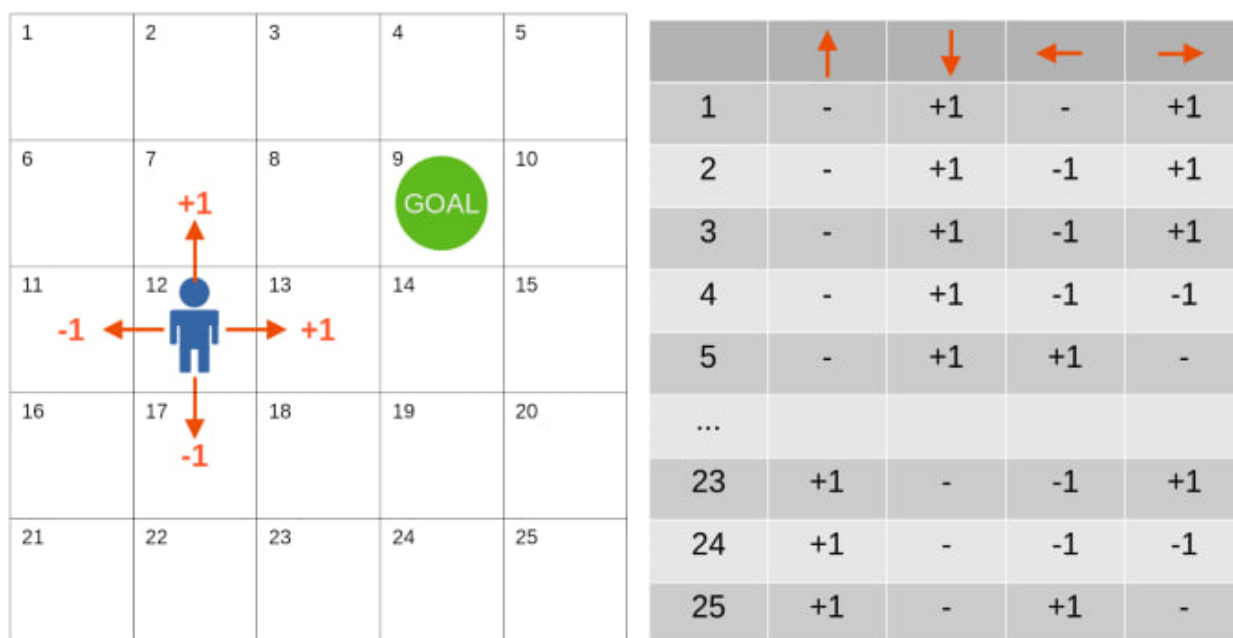 1 2 3 4 5
6 7 8 9 10
+1
GOAL
11 12 13 14 15
-1 +1
16 17 18 19 20
-1
21 22 23 24 25
↑ ↓ ← →
1 - +1 - +1
2 - +1 -1 +1
3 - +1 -1 +1
4 - +1 -1 -1
5 - +1 +1 -
...
23 +1 - -1 +1
24 +1 - -1 -1
25 +1 - +1 -